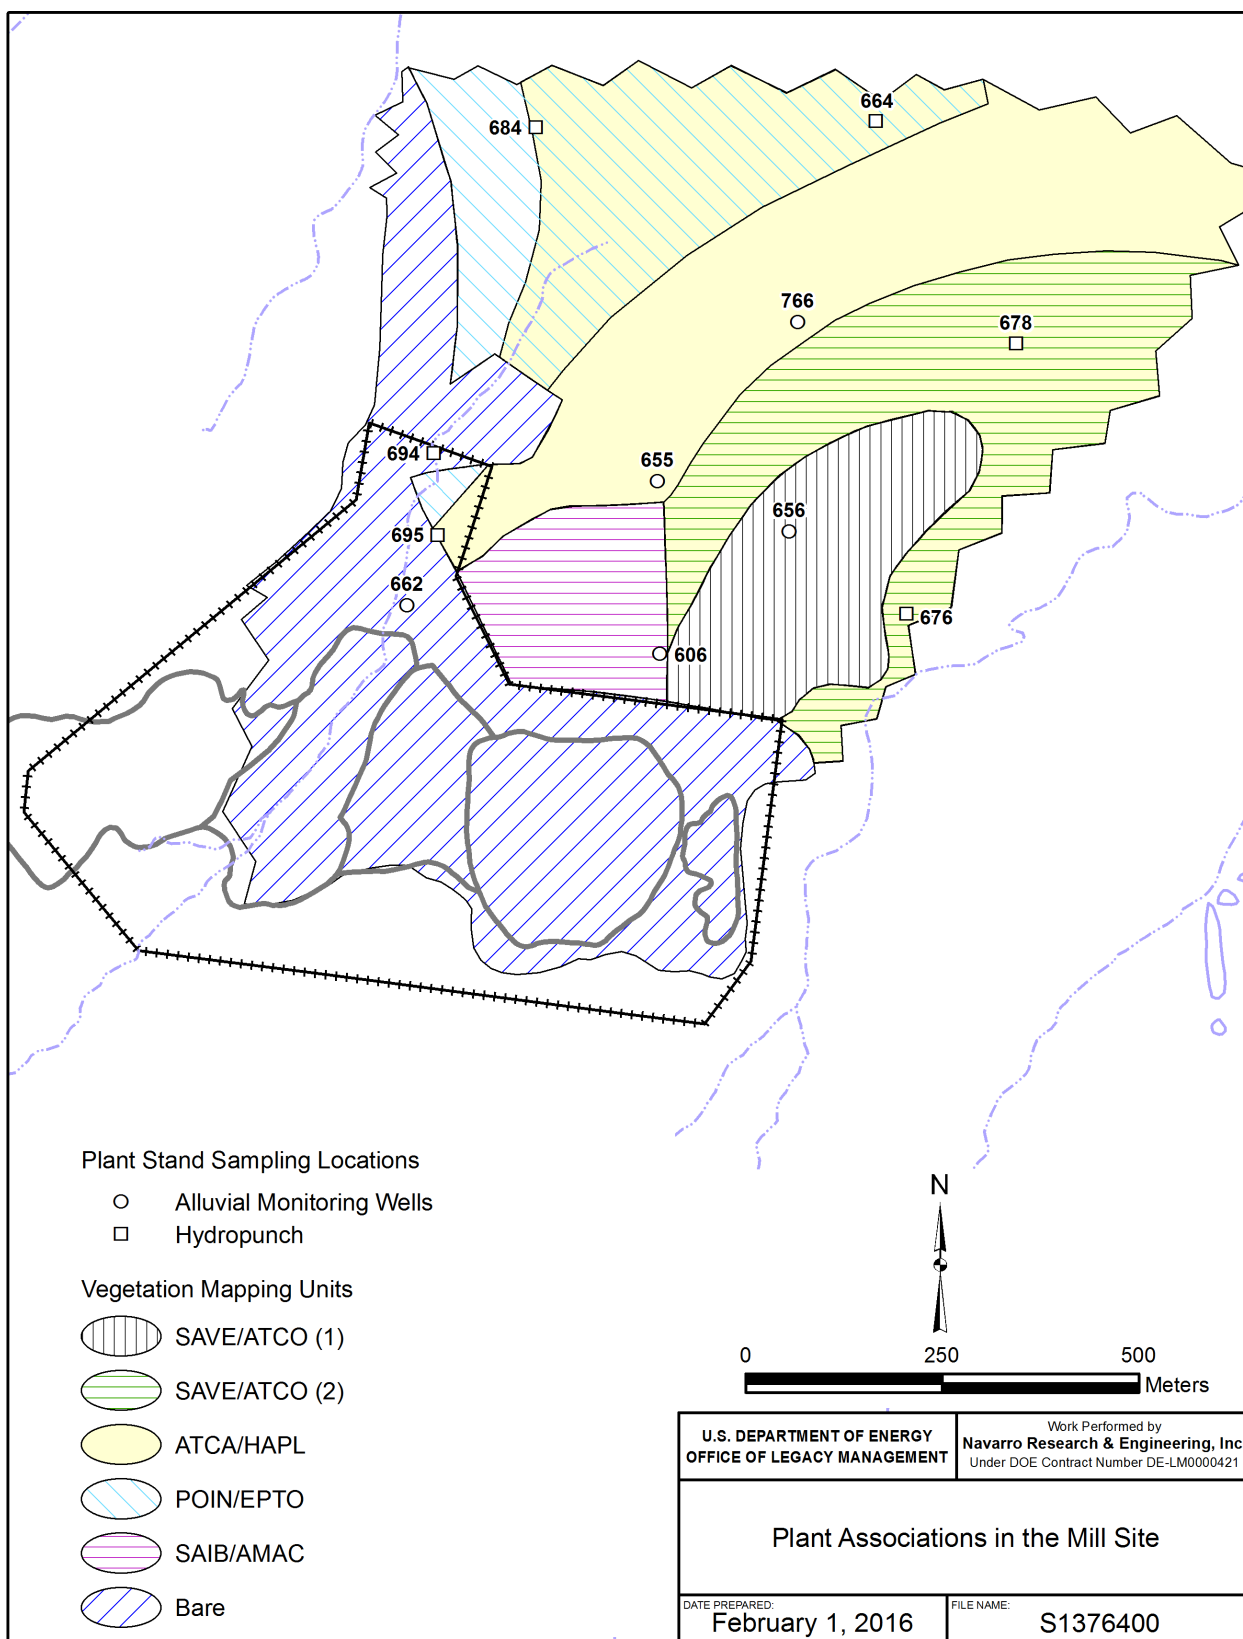 664
684
766
678
694
655
656
695
662
676
606
Plant Stand Sampling Locations
Alluvial Monitoring Wells
Hydropunch
Vegetation Mapping Units
SAVE/ATCO (1)
SAVE/ATCO (2)
ATCA/HAPL
POIN/EPTO
SAIB/AMAC
Bare
N
0 250 500
Meters
U.S. DEPARTMENT OF ENERGY
OFFICE OF LEGACY MANAGEMENT
Work Performed by
Navarro Research & Engineering, Inc
Under DOE Contract Number DE-LM0000421
Plant Associations in the Mill Site
DATE PREPARED:
February 1, 2016
FILE NAME:
S1376400